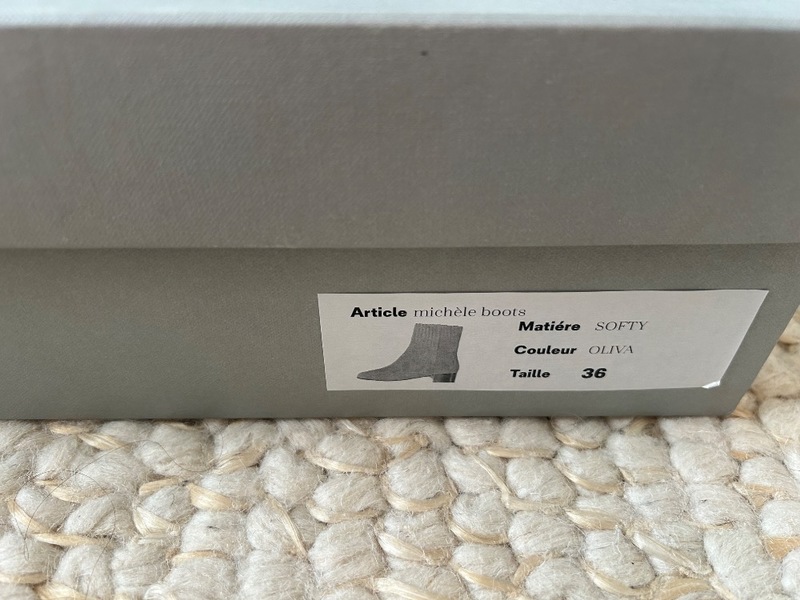 Article michèle boots
Matiére SOFTY
Couleur OLIVA
Taille 36